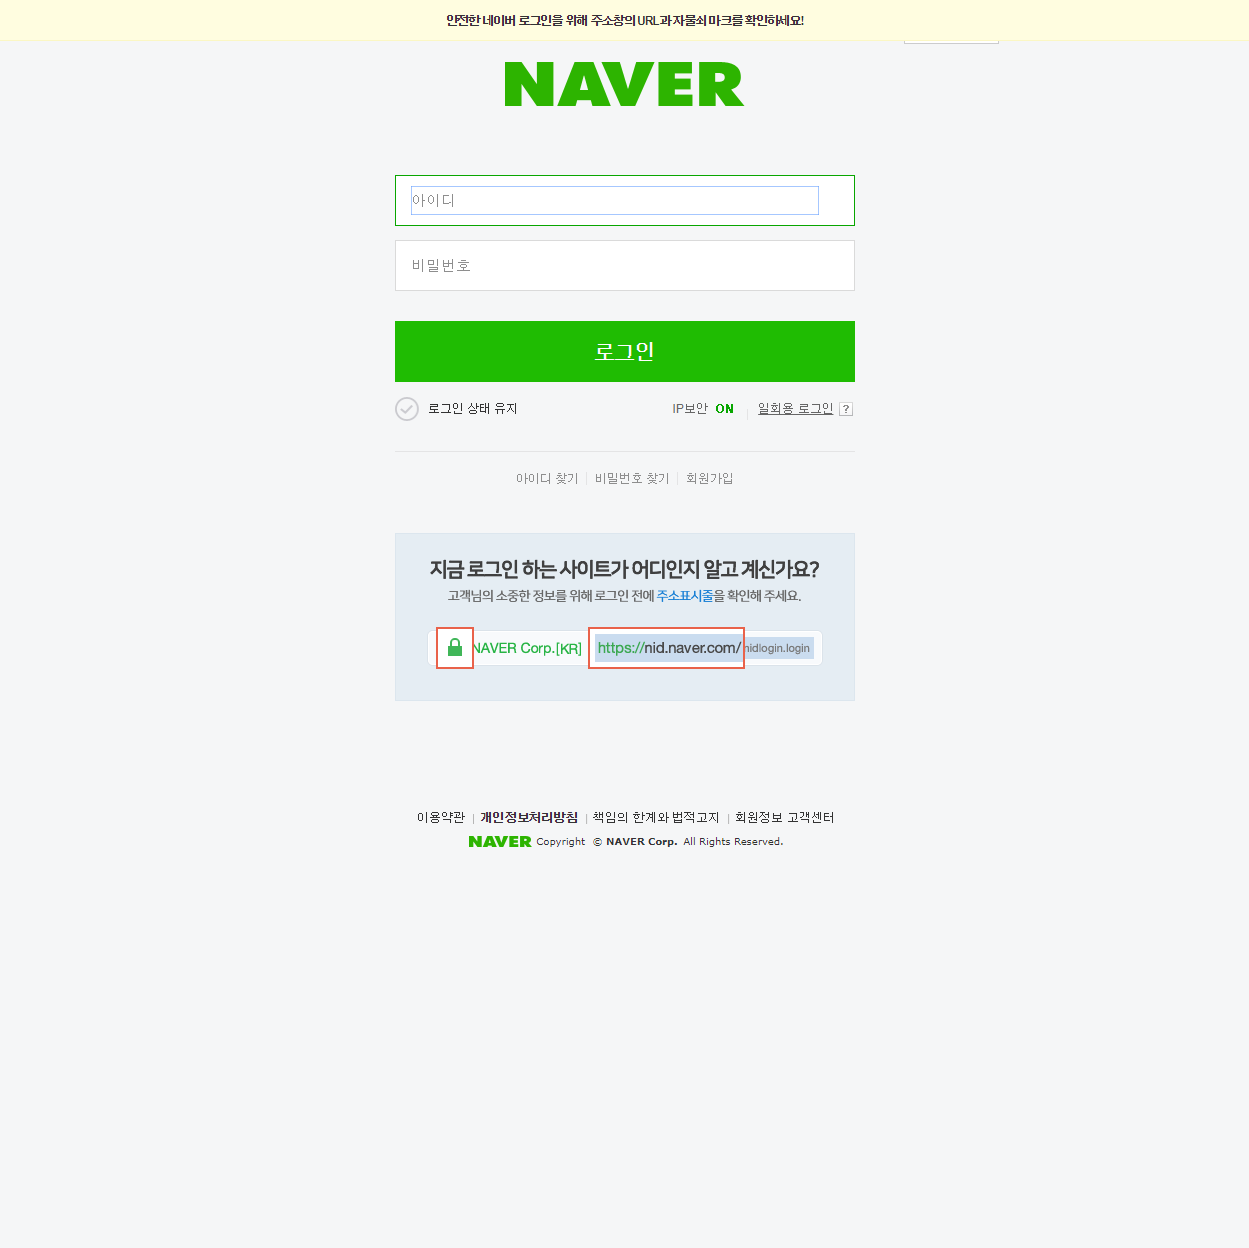 안전한 네이버 로그인을 위해 주소창의 URL과 자물쇠 마크를 확인하세요!
NAVER
아이디
비밀번호
로그인
로그인 상태 유지 IP보안 ON 일회용 로그인 ?
아이디 찾기 비밀번호 찾기 회원가입
지금 로그인 하는 사이트가 어디인지 알고 계신가요?
고객님의 소중한 정보를 위해 로그인 전에 주소표시줄을 확인해 주세요.
NAVER Corp.[KR] https://nid.naver.com/nidlogin.login
이용약관 개인정보처리방침 책임의 한계와 법적고지 회원정보 고객센터
NAVER Copyright © NAVER Corp. All Rights Reserved.